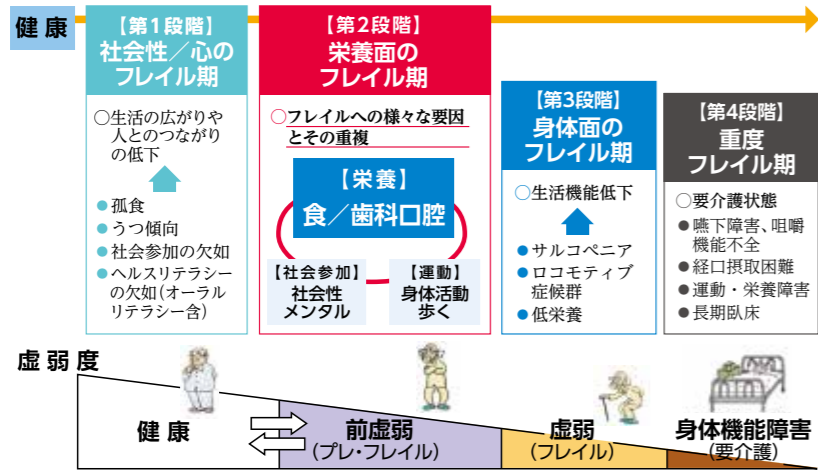 健康
【第1段階】
社会性／心の
フレイル期
○生活の広がりや
人とのつながり
の低下
●孤食
●うつ傾向
●社会参加の欠如
●ヘルスリテラシー
の欠如（オーラル
リテラシー含）
【第2段階】
栄養面の
フレイル期
○フレイルへの様々な要因
とその重複
【栄養】
食／歯科口腔
【社会参加】
社会性
メンタル
【運動】
身体活動
歩く
【第3段階】
身体面の
フレイル期
○生活機能低下
●サルコペニア
●ロコモティブ
症候群
●低栄養
【第4段階】
重度
フレイル期
○要介護状態
●嚥下障害、咀嚼
機能不全
●経口摂取困難
●運動・栄養障害
●長期臥床
虚弱度
健康
前虚弱
（プレ・フレイル）
虚弱
（フレイル）
身体機能障害
（要介護）